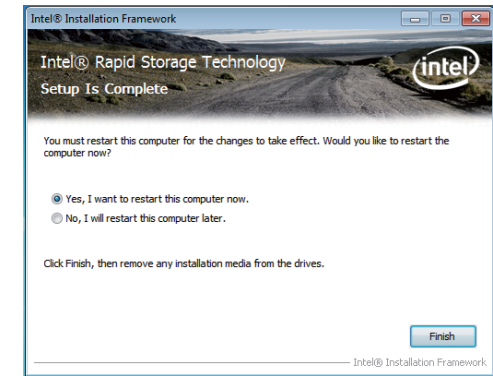 Intel® Installation Framework
Intel® Rapid Storage Technology
Setup Is Complete
intel
You must restart this computer for the changes to take effect. Would you like to restart the
computer now?
Yes, I want to restart this computer now.
No, I will restart this computer later.
Click Finish, then remove any installation media from the drives.
Finish
Intel® Installation Framework